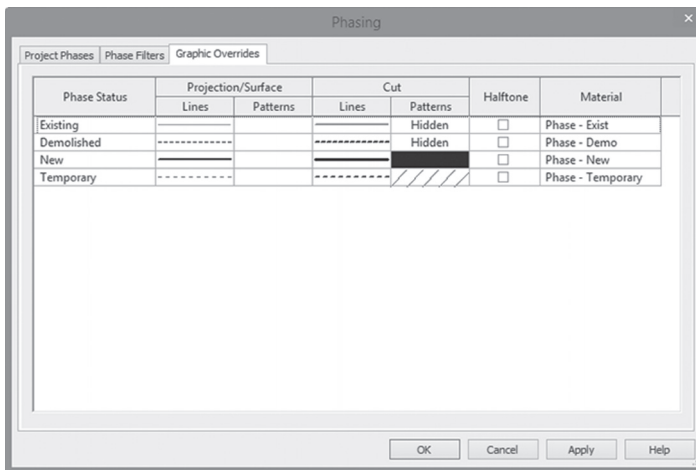 Phasing
Project Phases Phase Filters Graphic Overrides
Phase Status Projection/Surface Cut Halftone Material
Lines Patterns Lines Patterns
Existing Hidden Phase - Exist
Demolished Hidden Phase - Demo
New Phase - New
Temporary Phase - Temporary
OK Cancel Apply Help